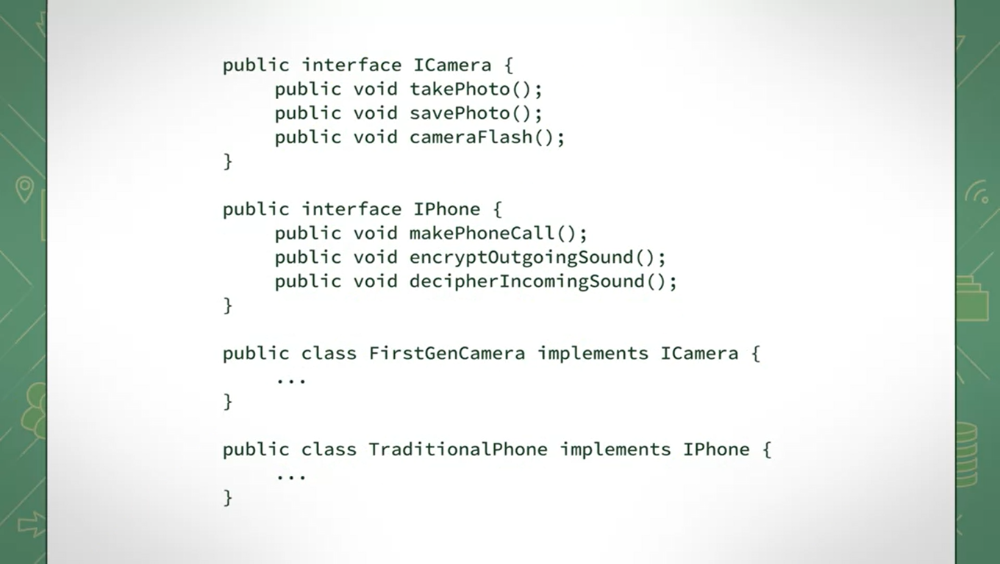 public interface ICamera {
public void takePhoto();
public void savePhoto();
public void cameraFlash();
}
public interface IPhone {
public void makePhoneCall();
public void encryptOutgoingSound();
public void decipherIncomingSound();
}
public class FirstGenCamera implements ICamera {
...
}
public class TraditionalPhone implements IPhone {
...
}